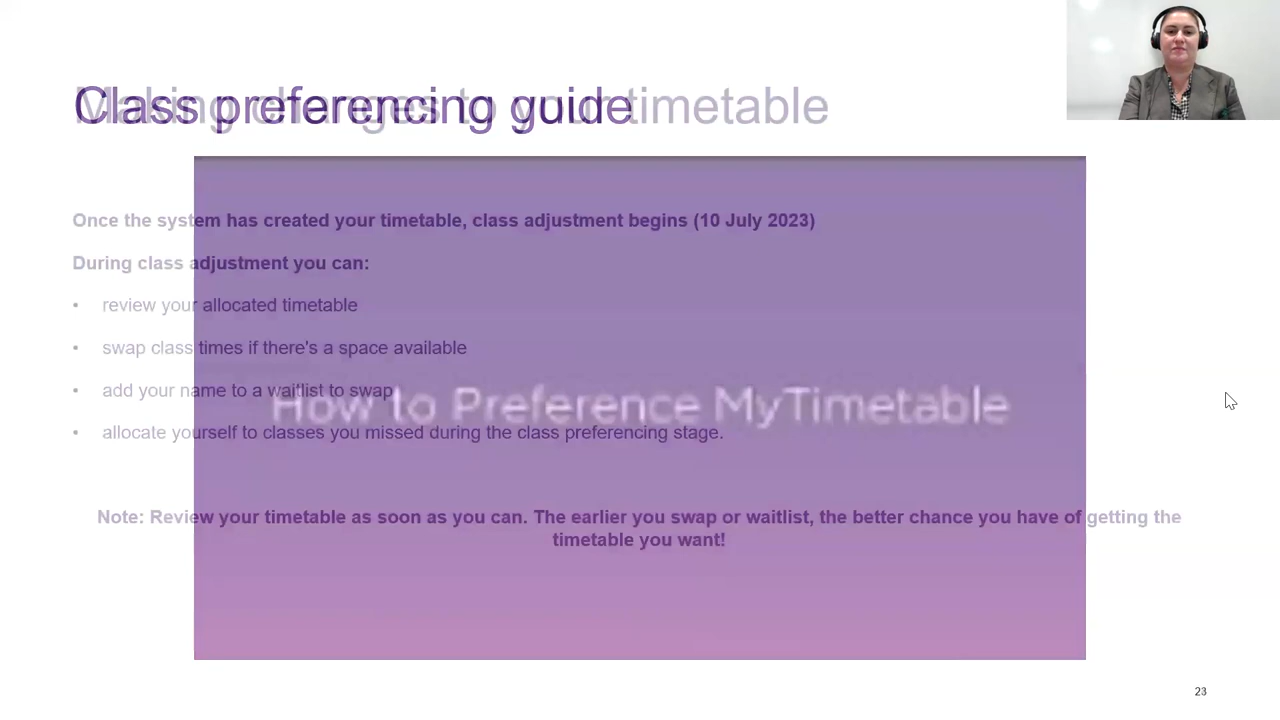 Class preferencing guide
Making changes to your timetable
Once the system has created your timetable, class adjustment begins (10 July 2023)
During class adjustment you can:
• review your allocated timetable
• swap class times if there's a space available
• add your name to a waitlist to swap
How to Preference MyTimetable
• allocate yourself to classes you missed during the class preferencing stage.
Note: Review your timetable as soon as you can. The earlier you swap or waitlist, the better chance you have of getting the
timetable you want!
23